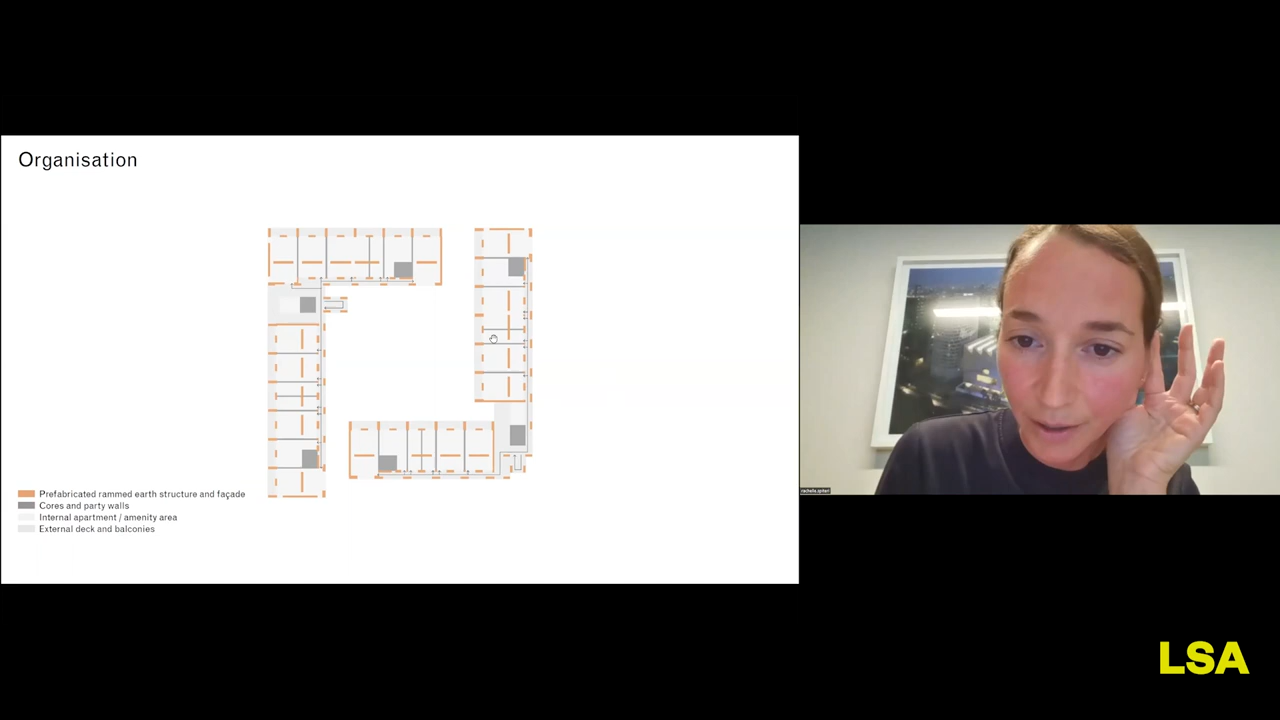 Organisation
Prefabricated rammed earth structure and façade
Cores and party walls
Internal apartment / amenity area
External deck and balconies
LSA